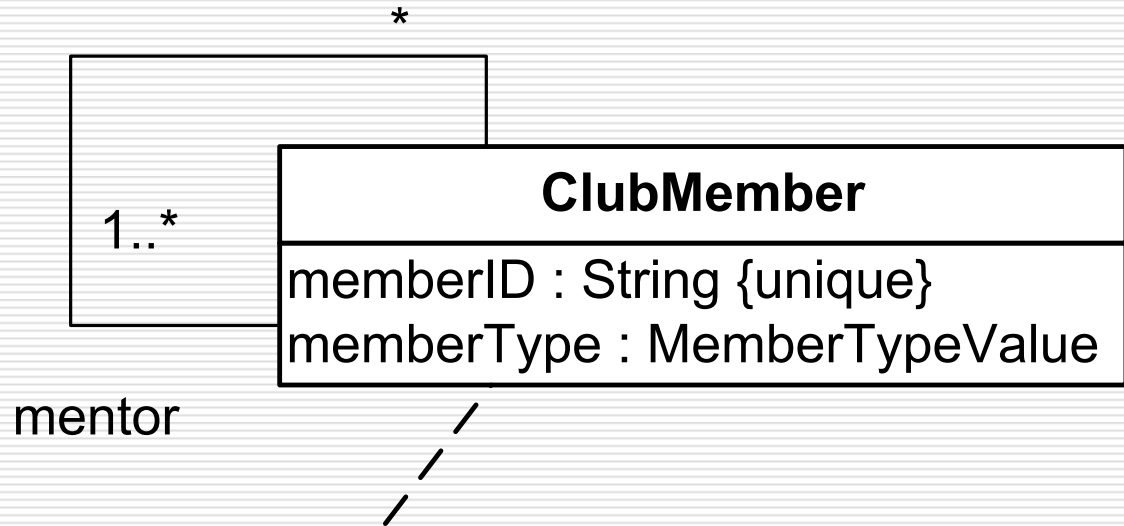 *
ClubMember
1..*
memberID : String {unique}
memberType : MemberTypeValue
mentor